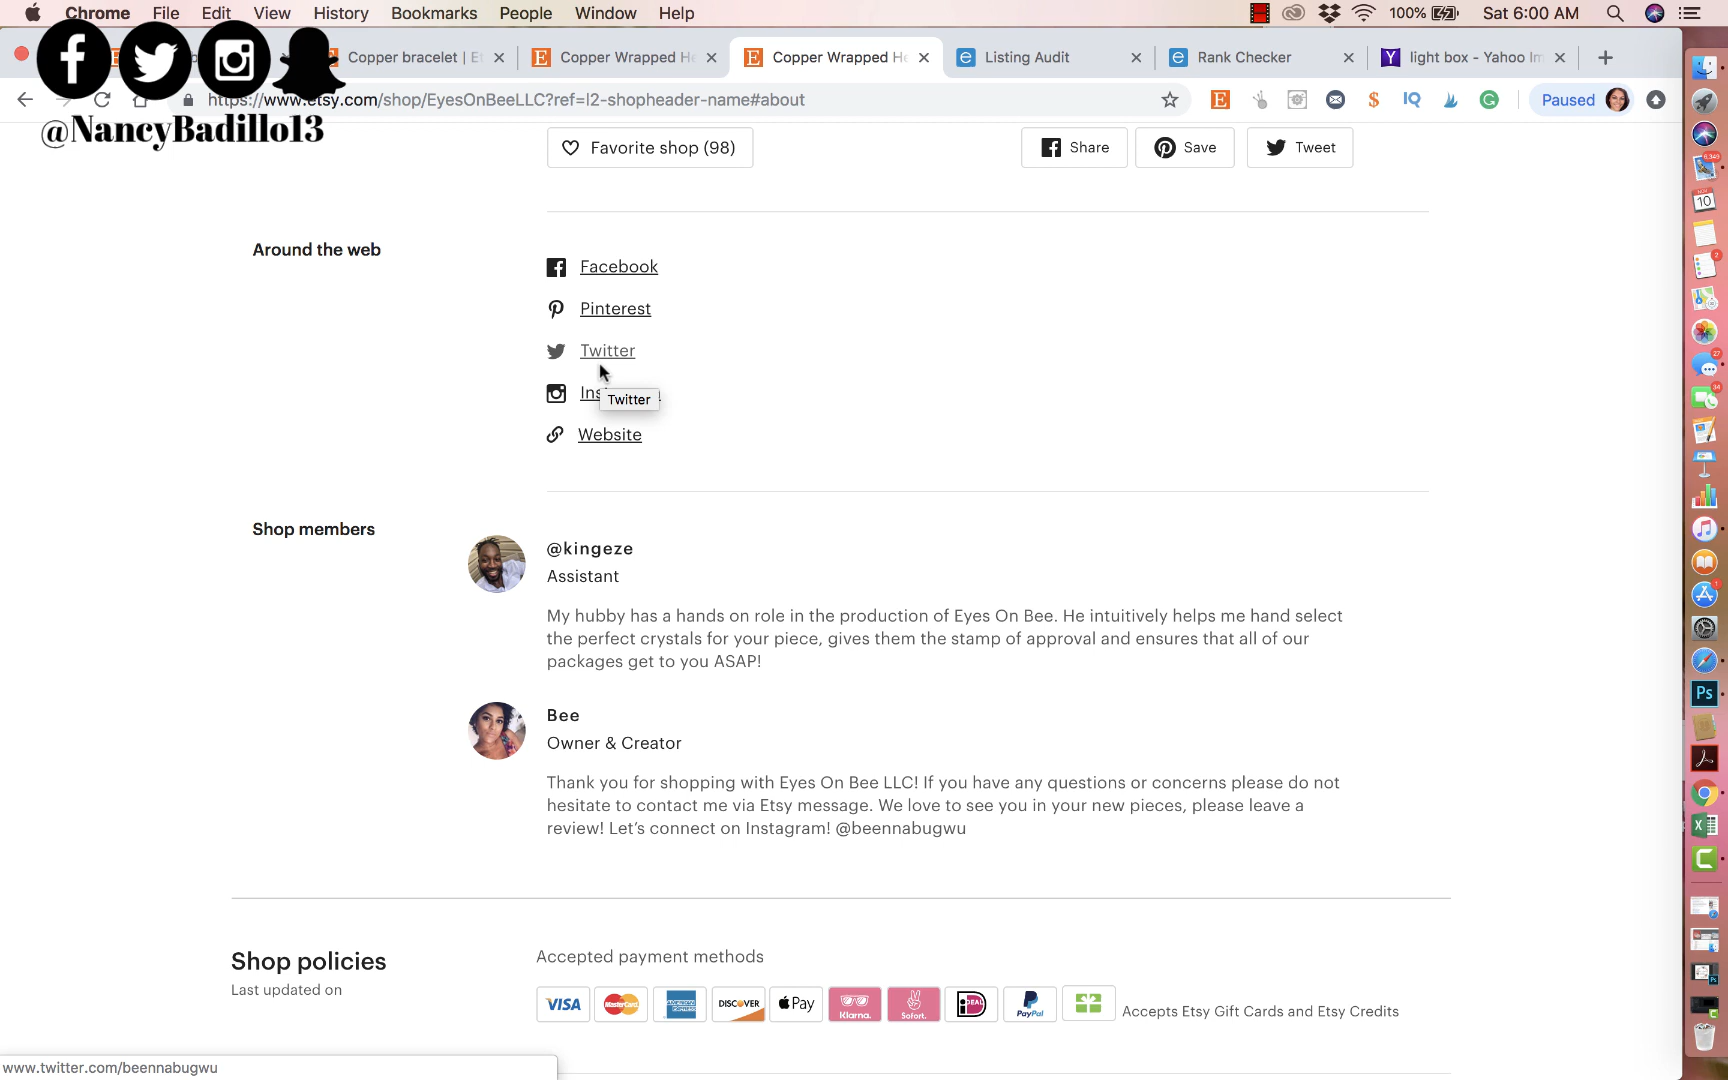 Chrome File Edit View History Bookmarks People Window Help 100% Sat 6:00 AM
Copper bracelet | E Copper Wrapped He Copper Wrapped He Listing Audit Rank Checker light box - Yahoo Im
https://www.etsy.com/shop/EyesOnBeeLLC?ref=l2-shopheader-name#about
IQ
Paused
@NancyBadillo13
Favorite shop (98)
Share
Save
Tweet
Around the web
Facebook
Pinterest
Twitter
Twitter
Website
Shop members
@kingeze
Assistant
My hubby has a hands on role in the production of Eyes On Bee. He intuitively helps me hand select
the perfect crystals for your piece, gives them the stamp of approval and ensures that all of our
packages get to you ASAP!
Bee
Owner & Creator
Thank you for shopping with Eyes On Bee LLC! If you have any questions or concerns please do not
hesitate to contact me via Etsy message. We love to see you in your new pieces, please leave a
review! Let's connect on Instagram! @beennabugwu
Shop policies
Last updated on
Accepted payment methods
VISA MasterCard AMERICAN EXPRESS DISCOVER Pay Klarna. Sofort. iDEAL PayPal
Accepts Etsy Gift Cards and Etsy Credits
www.twitter.com/beennabugwu